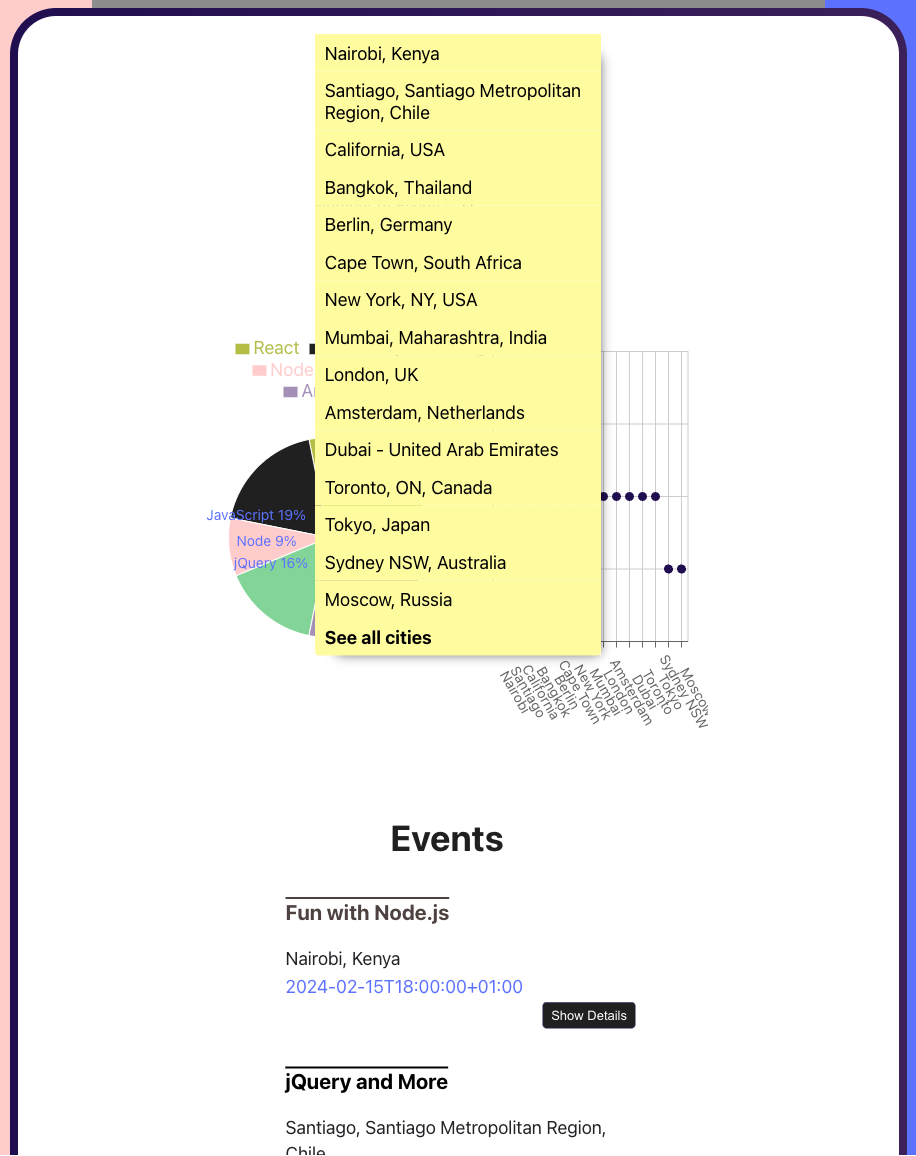 Nairobi, Kenya
Santiago, Santiago Metropolitan
Region, Chile
California, USA
Bangkok, Thailand
Berlin, Germany
Cape Town, South Africa
New York, NY, USA
Mumbai, Maharashtra, India
London, UK
Amsterdam, Netherlands
Dubai - United Arab Emirates
Toronto, ON, Canada
Tokyo, Japan
Sydney NSW, Australia
Moscow, Russia
See all cities
React
Node
JavaScript 19%
Node 9%
jQuery 16%
Nairobi
Santiago
California
Bangkok
Berlin
Cape Town
New York
Mumbai
London
Amsterdam
Dubai
Toronto
Tokyo
Sydney NSW
Moscow
Events
Fun with Node.js
Nairobi, Kenya
2024-02-15T18:00:00+01:00
Show Details
jQuery and More
Santiago, Santiago Metropolitan Region,
Chile